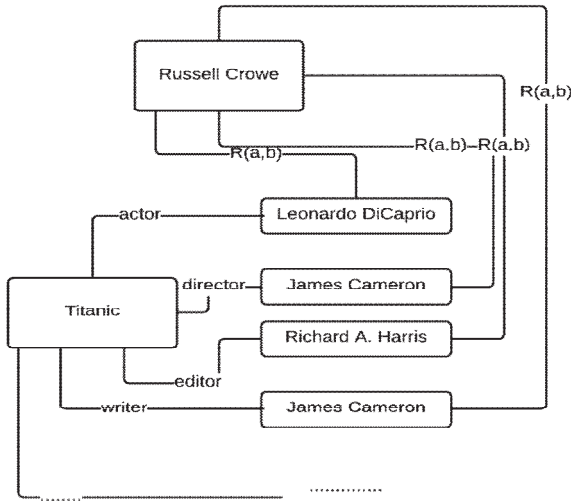 Russell Crowe
R(a,b)
R(a,b)
R(a,b)
R(a,b)
actor
Leonardo DiCaprio
director
James Cameron
Titanic
Richard A. Harris
editor
writer
James Cameron